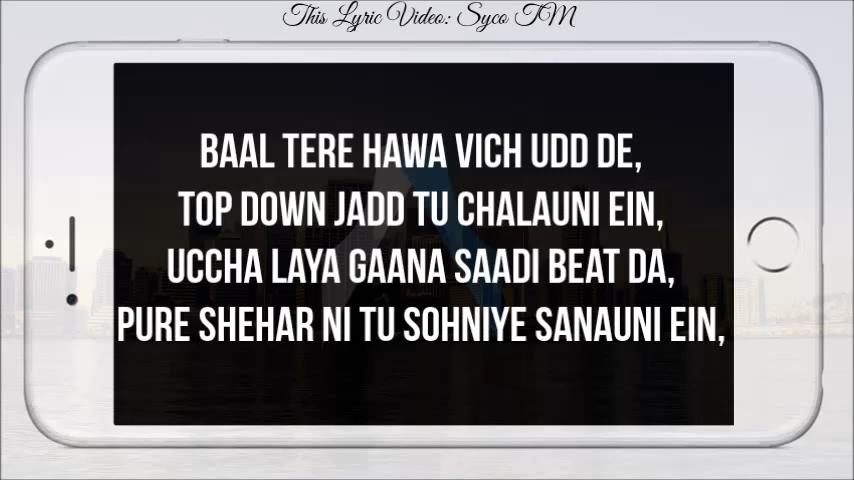 This Lyric Video: Syco TM
BAAL TERE HAWA VICH UDD DE,
TOP DOWN JADD TU CHALAUNI EIN,
UCCHA LAYA GAANA SAADI BEAT DA,
PURE SHEHAR NI TU SOHNIYE SANAUNI EIN,